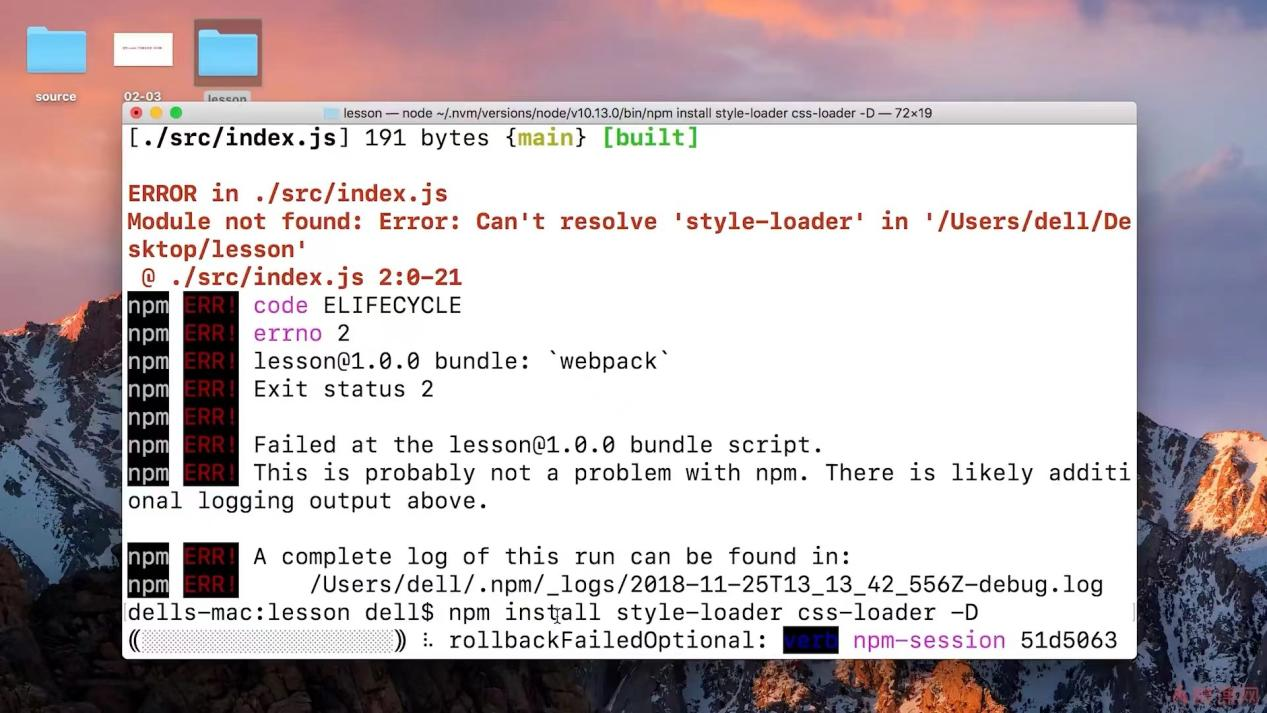 source
02-03
lesson
lesson — node ~/.nvm/versions/node/v10.13.0/bin/npm install style-loader css-loader -D — 72×19
[./src/index.js] 191 bytes {main} [built]
ERROR in ./src/index.js
Module not found: Error: Can't resolve 'style-loader' in '/Users/dell/De
sktop/lesson'
@ ./src/index.js 2:0-21
npm ERR! code ELIFECYCLE
npm ERR! errno 2
npm ERR! lesson@1.0.0 bundle: `webpack`
npm ERR! Exit status 2
npm ERR!
npm ERR! Failed at the lesson@1.0.0 bundle script.
npm ERR! This is probably not a problem with npm. There is likely additi
onal logging output above.
npm ERR! A complete log of this run can be found in:
npm ERR!     /Users/dell/.npm/_logs/2018-11-25T13_13_42_556Z-debug.log
dells-mac:lesson dell$ npm install style-loader css-loader -D
(░░░░░░░░░░░░░░░░░░) ⠧ rollbackFailedOptional: verb npm-session 51d5063